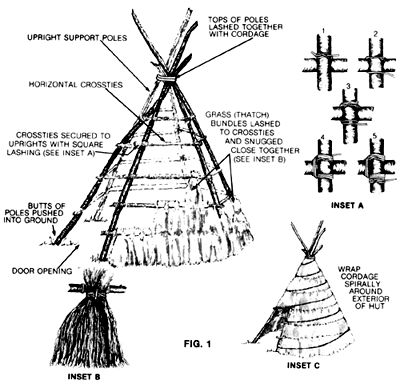 TOPS OF POLES
LASHED TOGETHER
WITH CORDAGE
UPRIGHT SUPPORT POLES
HORIZONTAL CROSSTIES
CROSSTIES SECURED TO
UPRIGHTS WITH SQUARE
LASHING (SEE INSET A)
GRASS (THATCH)
BUNDLES LASHED
TO CROSSTIES
AND SNUGGED
CLOSE TOGETHER
(SEE INSET B)
BUTTS OF
POLES PUSHED
INTO GROUND
DOOR OPENING
1
2
3
4
5
INSET A
WRAP
CORDAGE
SPIRALLY
AROUND
EXTERIOR
OF HUT
FIG. 1
INSET B
INSET C